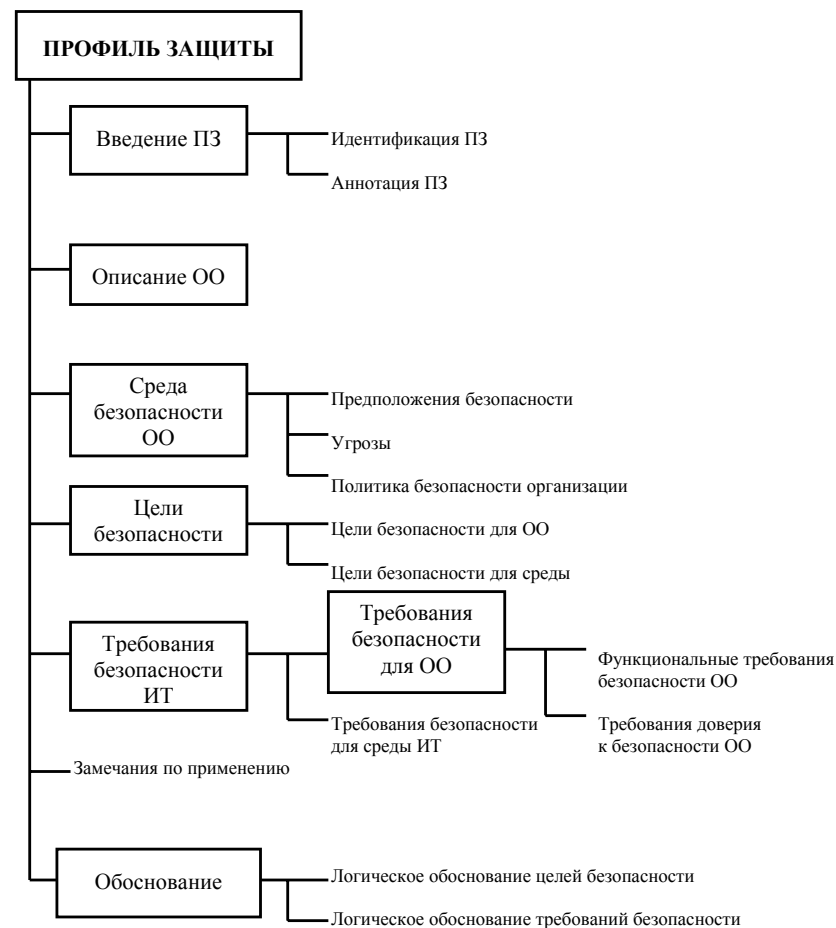 ПРОФИЛЬ ЗАЩИТЫ
Введение ПЗ
Идентификация ПЗ
Аннотация ПЗ
Описание ОО
Среда
безопасности
ОО
Предположения безопасности
Угрозы
Политика безопасности организации
Цели
безопасности
Цели безопасности для ОО
Цели безопасности для среды
Требования
безопасности
ИТ
Требования
безопасности
для ОО
Функциональные требования
безопасности ОО
Требования доверия
к безопасности ОО
Требования безопасности
для среды ИТ
Замечания по применению
Обоснование
Логическое обоснование целей безопасности
Логическое обоснование требований безопасности